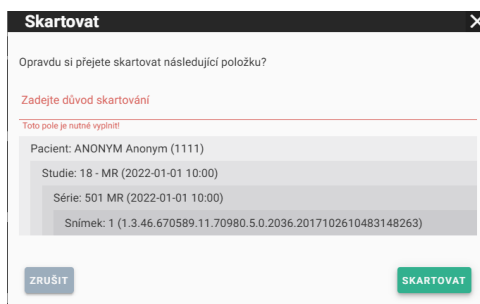 Skartovat
Opravdu si přejete skartovat následující položku?
Zadejte důvod skartování
Toto pole je nutné vyplnit!
Pacient: ANONYM Anonym (1111)
Studie: 18 - MR (2022-01-01 10:00)
Série: 501 MR (2022-01-01 10:00)
Snímek: 1 (1.3.46.670589.11.70980.5.0.2036.2017102610483148263)
ZRUŠIT
SKARTOVAT